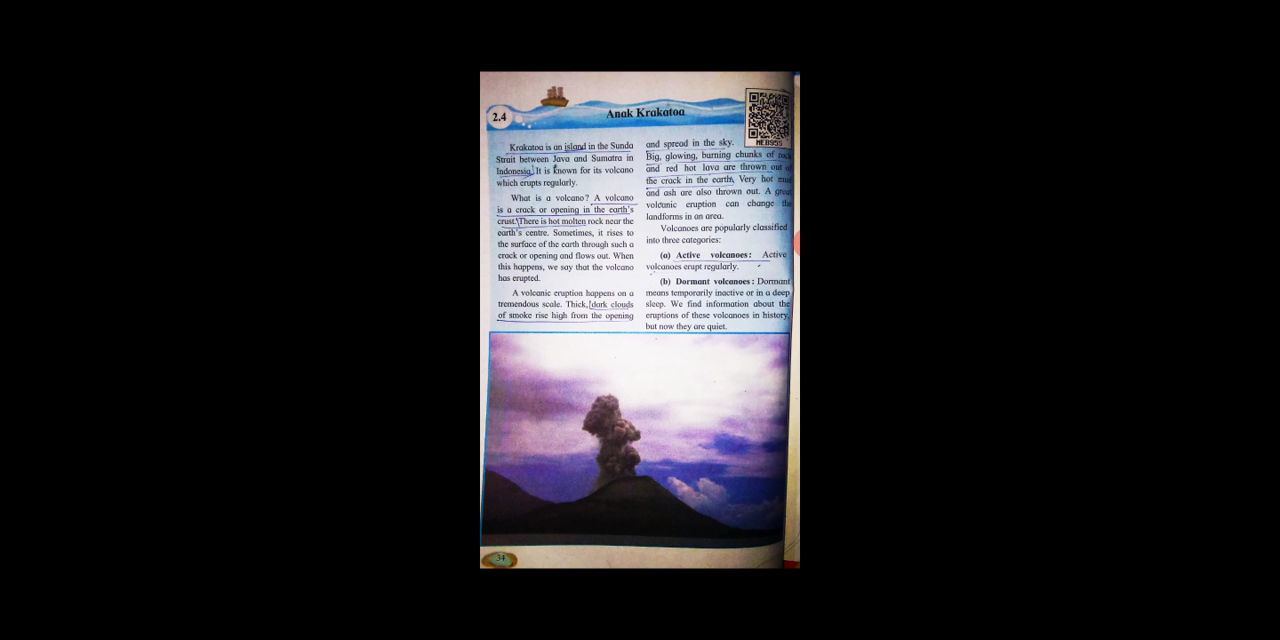 2.4
Anak Krakatoa
ME895S
Krakatoa is an island in the Sunda
Strait between Java and Sumatra in
Indonesia. It is known for its volcano
which erupts regularly.
What is a volcano? A volcano
is a crack or opening in the earth's
crust. There is hot molten rock near the
earth's centre. Sometimes, it rises to
the surface of the earth through such a
crack or opening and flows out. When
this happens, we say that the volcano
has erupted.
A volcanic eruption happens on a
tremendous scale. Thick, dark clouds
of smoke rise high from the opening
and spread in the sky.
Big, glowing, burning chunks of rock
and red hot lava are thrown out of
the crack in the earth. Very hot mud
and ash are also thrown out. A great
volcanic eruption can change the
landforms in an area.
Volcanoes are popularly classified
into three categories:
(a) Active volcanoes: Active
volcanoes erupt regularly.
(b) Dormant volcanoes: Dormant
means temporarily inactive or in a deep
sleep. We find information about the
eruptions of these volcanoes in history,
but now they are quiet.
34